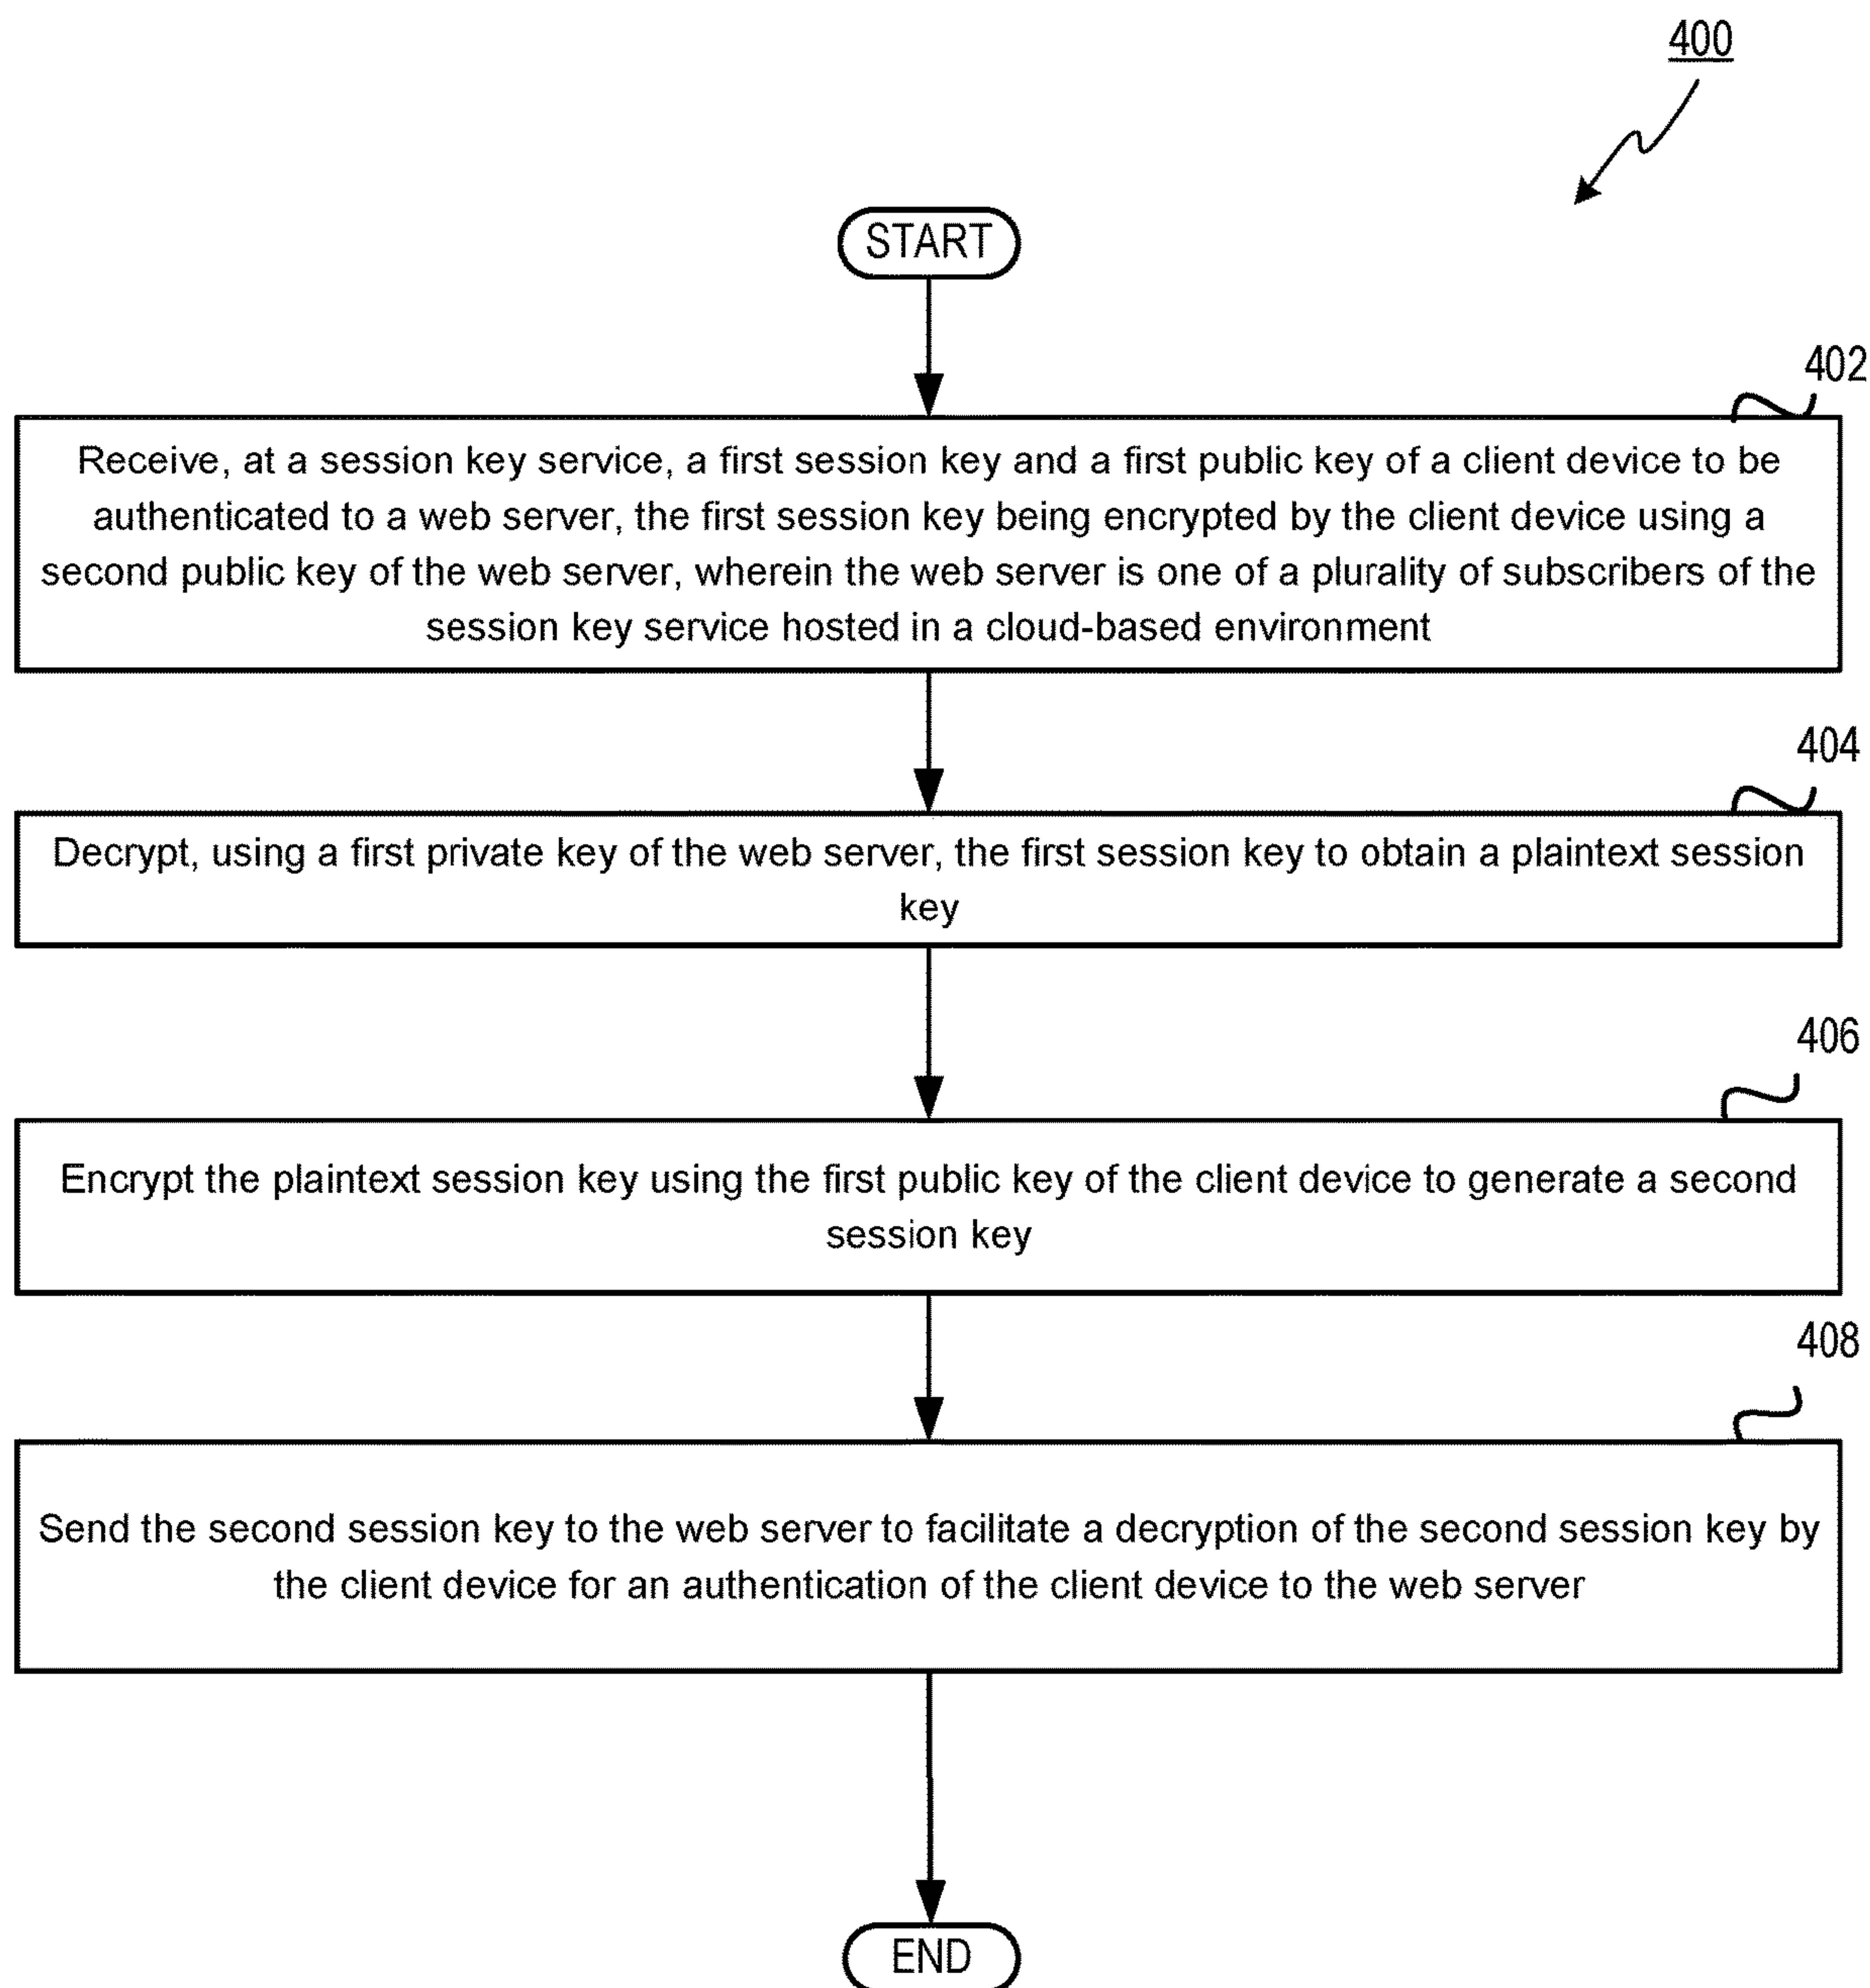 400
START
402
Receive, at a session key service, a first session key and a first public key of a client device to be
authenticated to a web server, the first session key being encrypted by the client device using a
second public key of the web server, wherein the web server is one of a plurality of subscribers of the
session key service hosted in a cloud-based environment
404
Decrypt, using a first private key of the web server, the first session key to obtain a plaintext session
key
406
Encrypt the plaintext session key using the first public key of the client device to generate a second
session key
408
Send the second session key to the web server to facilitate a decryption of the second session key by
the client device for an authentication of the client device to the web server
END